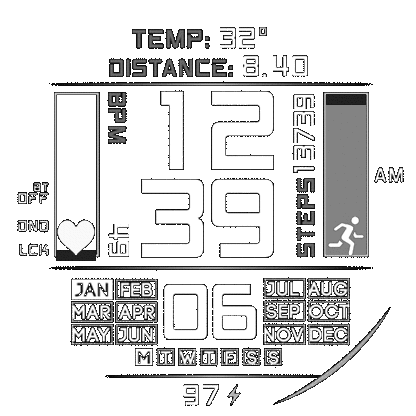 TEMP: 32°
DISTANCE: 8.40
BPM
12
39
STEPS 13739
AM
BT
OFF
DND
LCK
JAN FEB
MAR APR
MAY JUN
06
JUL AUG
SEP OCT
NOV DEC
M T W T F S S
97